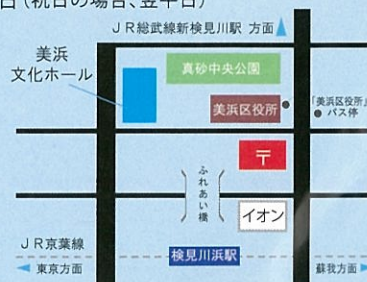 日(祝日の場合、翌平日)
JR総武線新検見川駅 方面
美浜
文化ホール
真砂中央公園
美浜区役所
「美浜区役所」
バス停
〒
ふれあい橋
イオン
JR京葉線
検見川浜駅
東京方面
蘇我方面